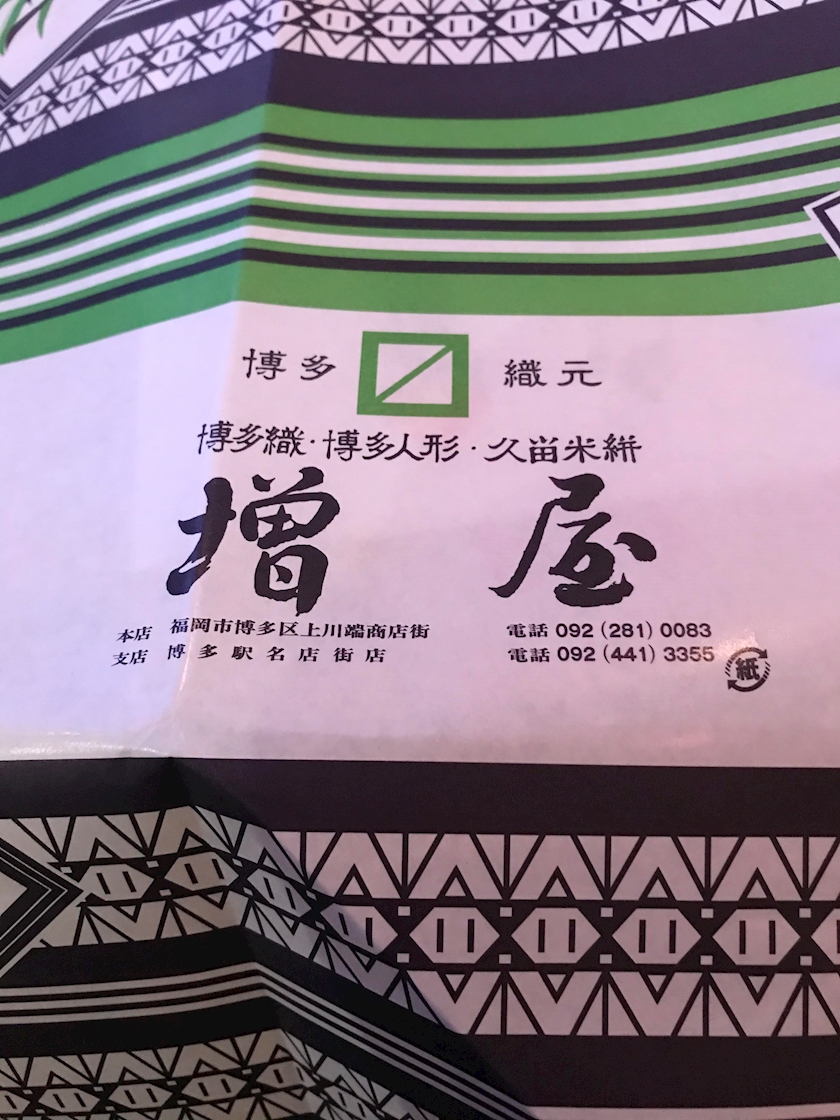 博多 織元
博多織・博多人形・久留米絣
増屋
本店 福岡市博多区上川端商店街 電話 092(281)0083
支店 博多駅名店街店 電話 092(441)3355
紙